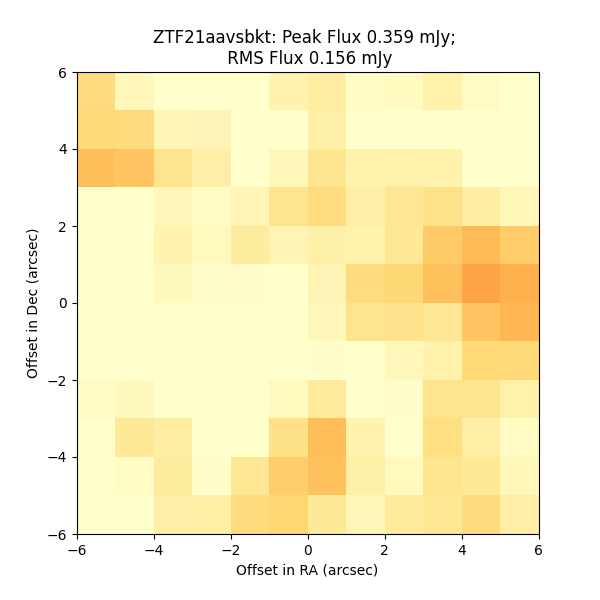 ZTF21aavsbkt: Peak Flux 0.359 mJy;
RMS Flux 0.156 mJy
6
4
2
0
−2
−4
−6
Offset in Dec (arcsec)
−6 −4 −2 0 2 4 6
Offset in RA (arcsec)